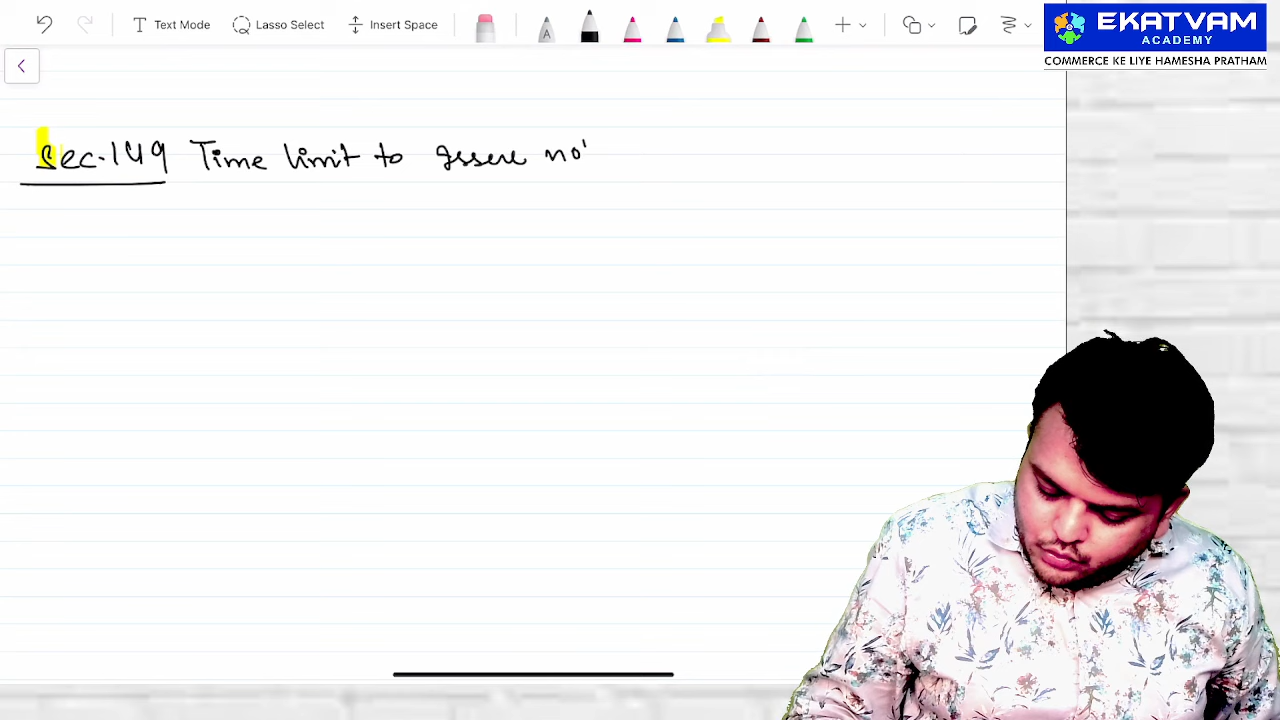 Text Mode Lasso Select Insert Space
A
EKATVAM
ACADEMY
COMMERCE KE LIYE HAMESHA PRATHAM
Sec.149 Time limit to issue no